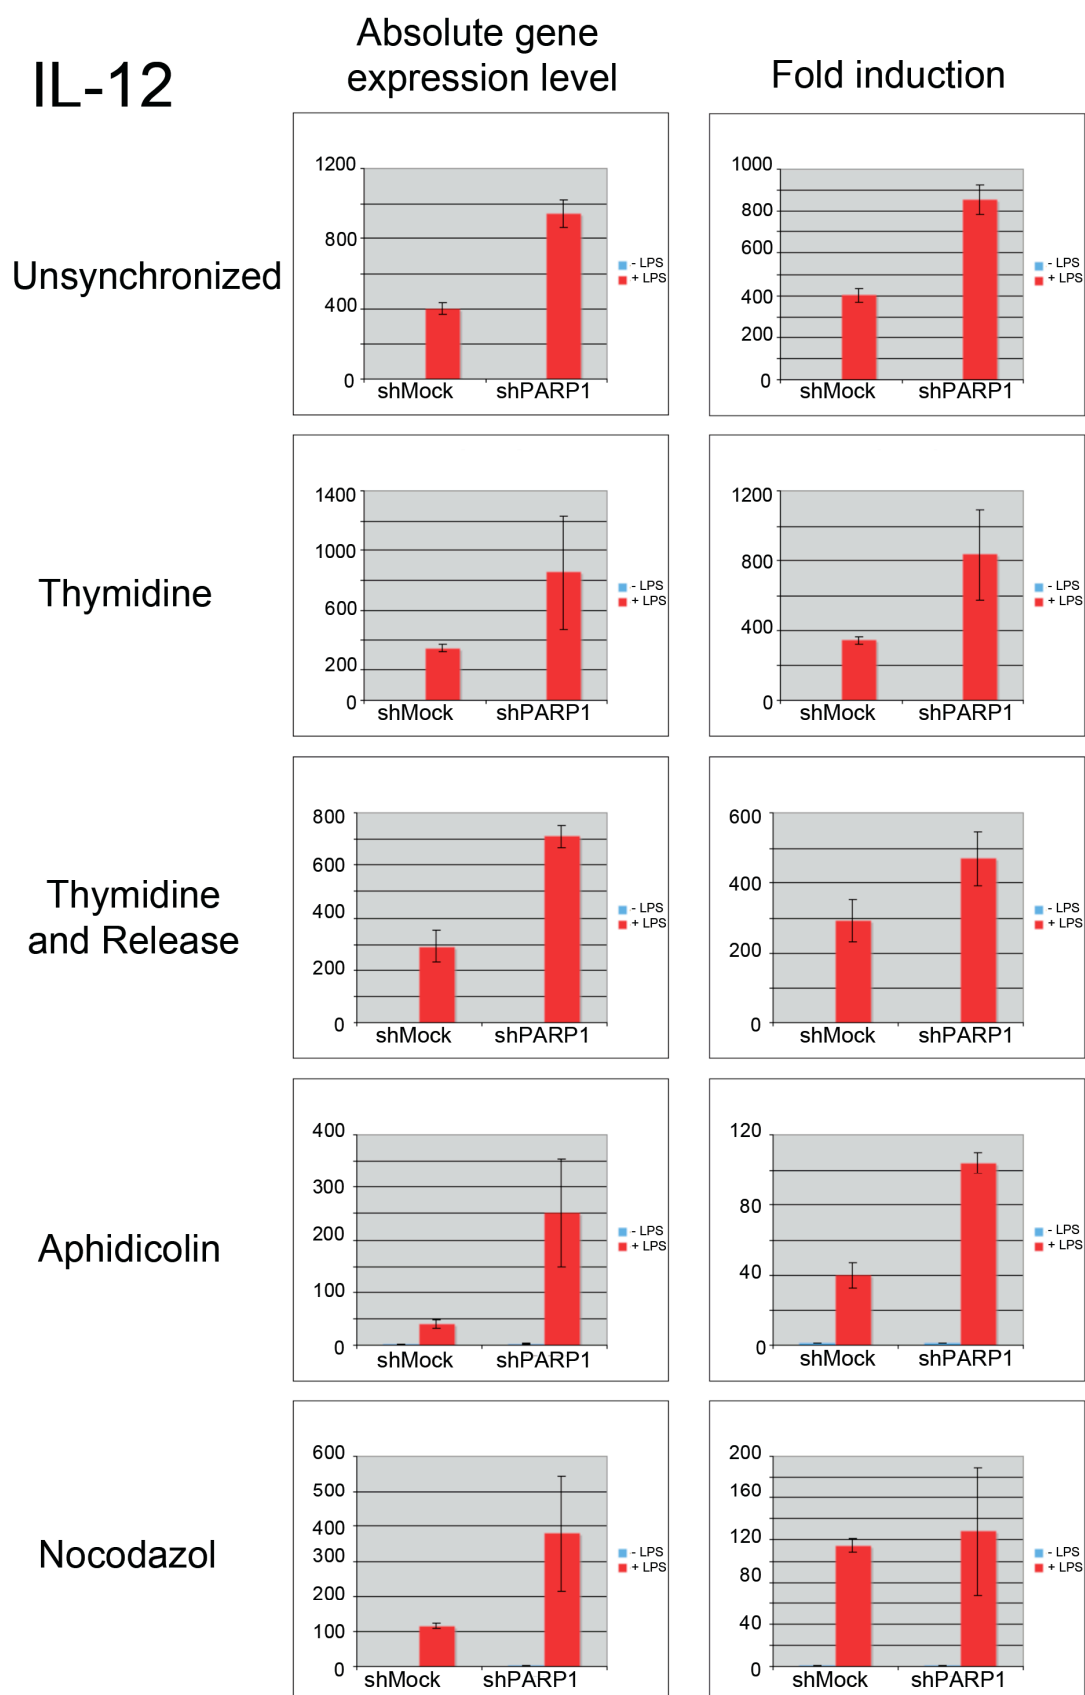 IL-12
Absolute gene
expression level
Fold induction
Unsynchronized
1200
800
400
0
shMock shPARP1
- LPS
+ LPS
1000
800
600
400
200
0
shMock shPARP1
- LPS
+ LPS
Thymidine
1400
1000
600
200
0
shMock shPARP1
- LPS
+ LPS
1200
800
400
0
shMock shPARP1
- LPS
+ LPS
Thymidine
and Release
800
600
400
200
0
shMock shPARP1
- LPS
+ LPS
600
400
200
0
shMock shPARP1
- LPS
+ LPS
Aphidicolin
400
300
200
100
0
shMock shPARP1
- LPS
+ LPS
120
80
40
0
shMock shPARP1
- LPS
+ LPS
Nocodazol
600
500
400
300
200
100
0
shMock shPARP1
- LPS
+ LPS
200
160
120
80
40
0
shMock shPARP1
- LPS
+ LPS